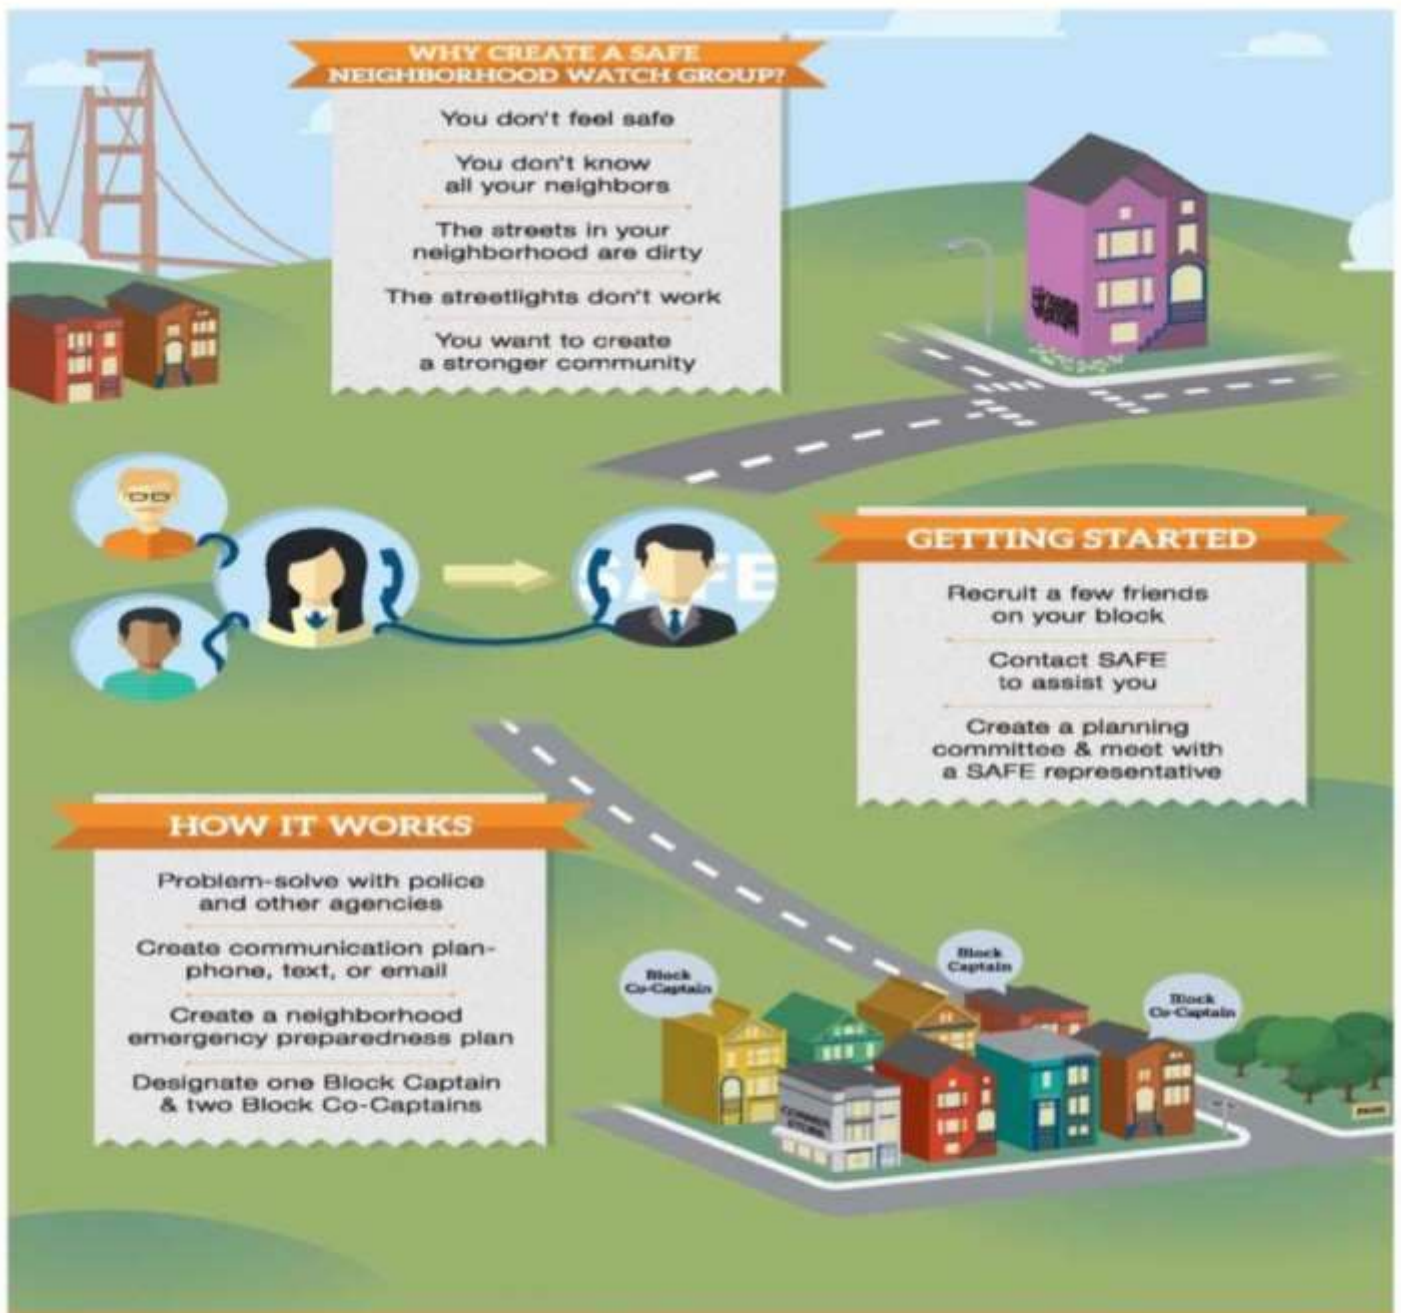 WHY CREATE A SAFE
NEIGHBORHOOD WATCH GROUP?
You don't feel safe
You don't know
all your neighbors
The streets in your
neighborhood are dirty
The streetlights don't work
You want to create
a stronger community
SAFE
GETTING STARTED
Recruit a few friends
on your block
Contact SAFE
to assist you
Create a planning
committee & meet with
a SAFE representative
HOW IT WORKS
Problem-solve with police
and other agencies
Create communication plan-
phone, text, or email
Create a neighborhood
emergency preparedness plan
Designate one Block Captain
& two Block Co-Captains
Block
Co-Captain
Block
Captain
Block
Co-Captain
CORNER
STORE